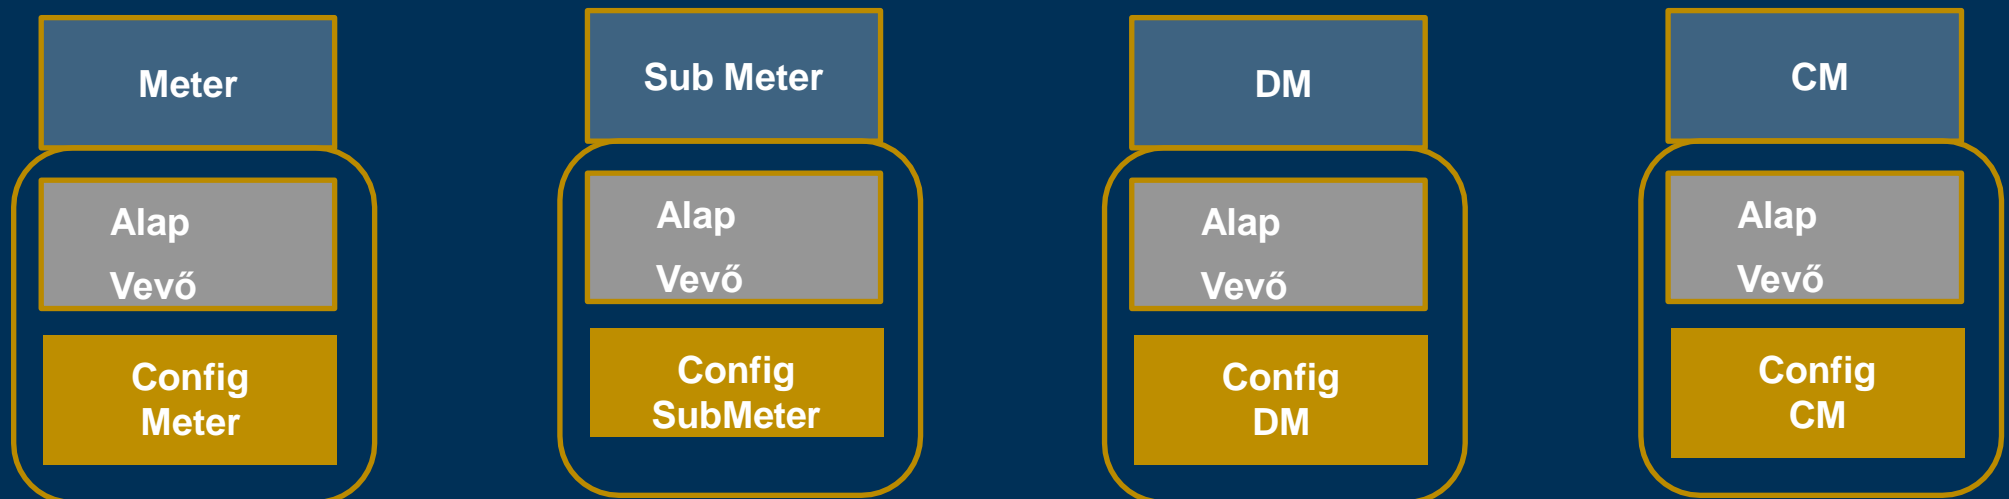 Meter
Alap
Vevő
Config
Meter
Sub Meter
Alap
Vevő
Config
SubMeter
DM
Alap
Vevő
Config
DM
CM
Alap
Vevő
Config
CM